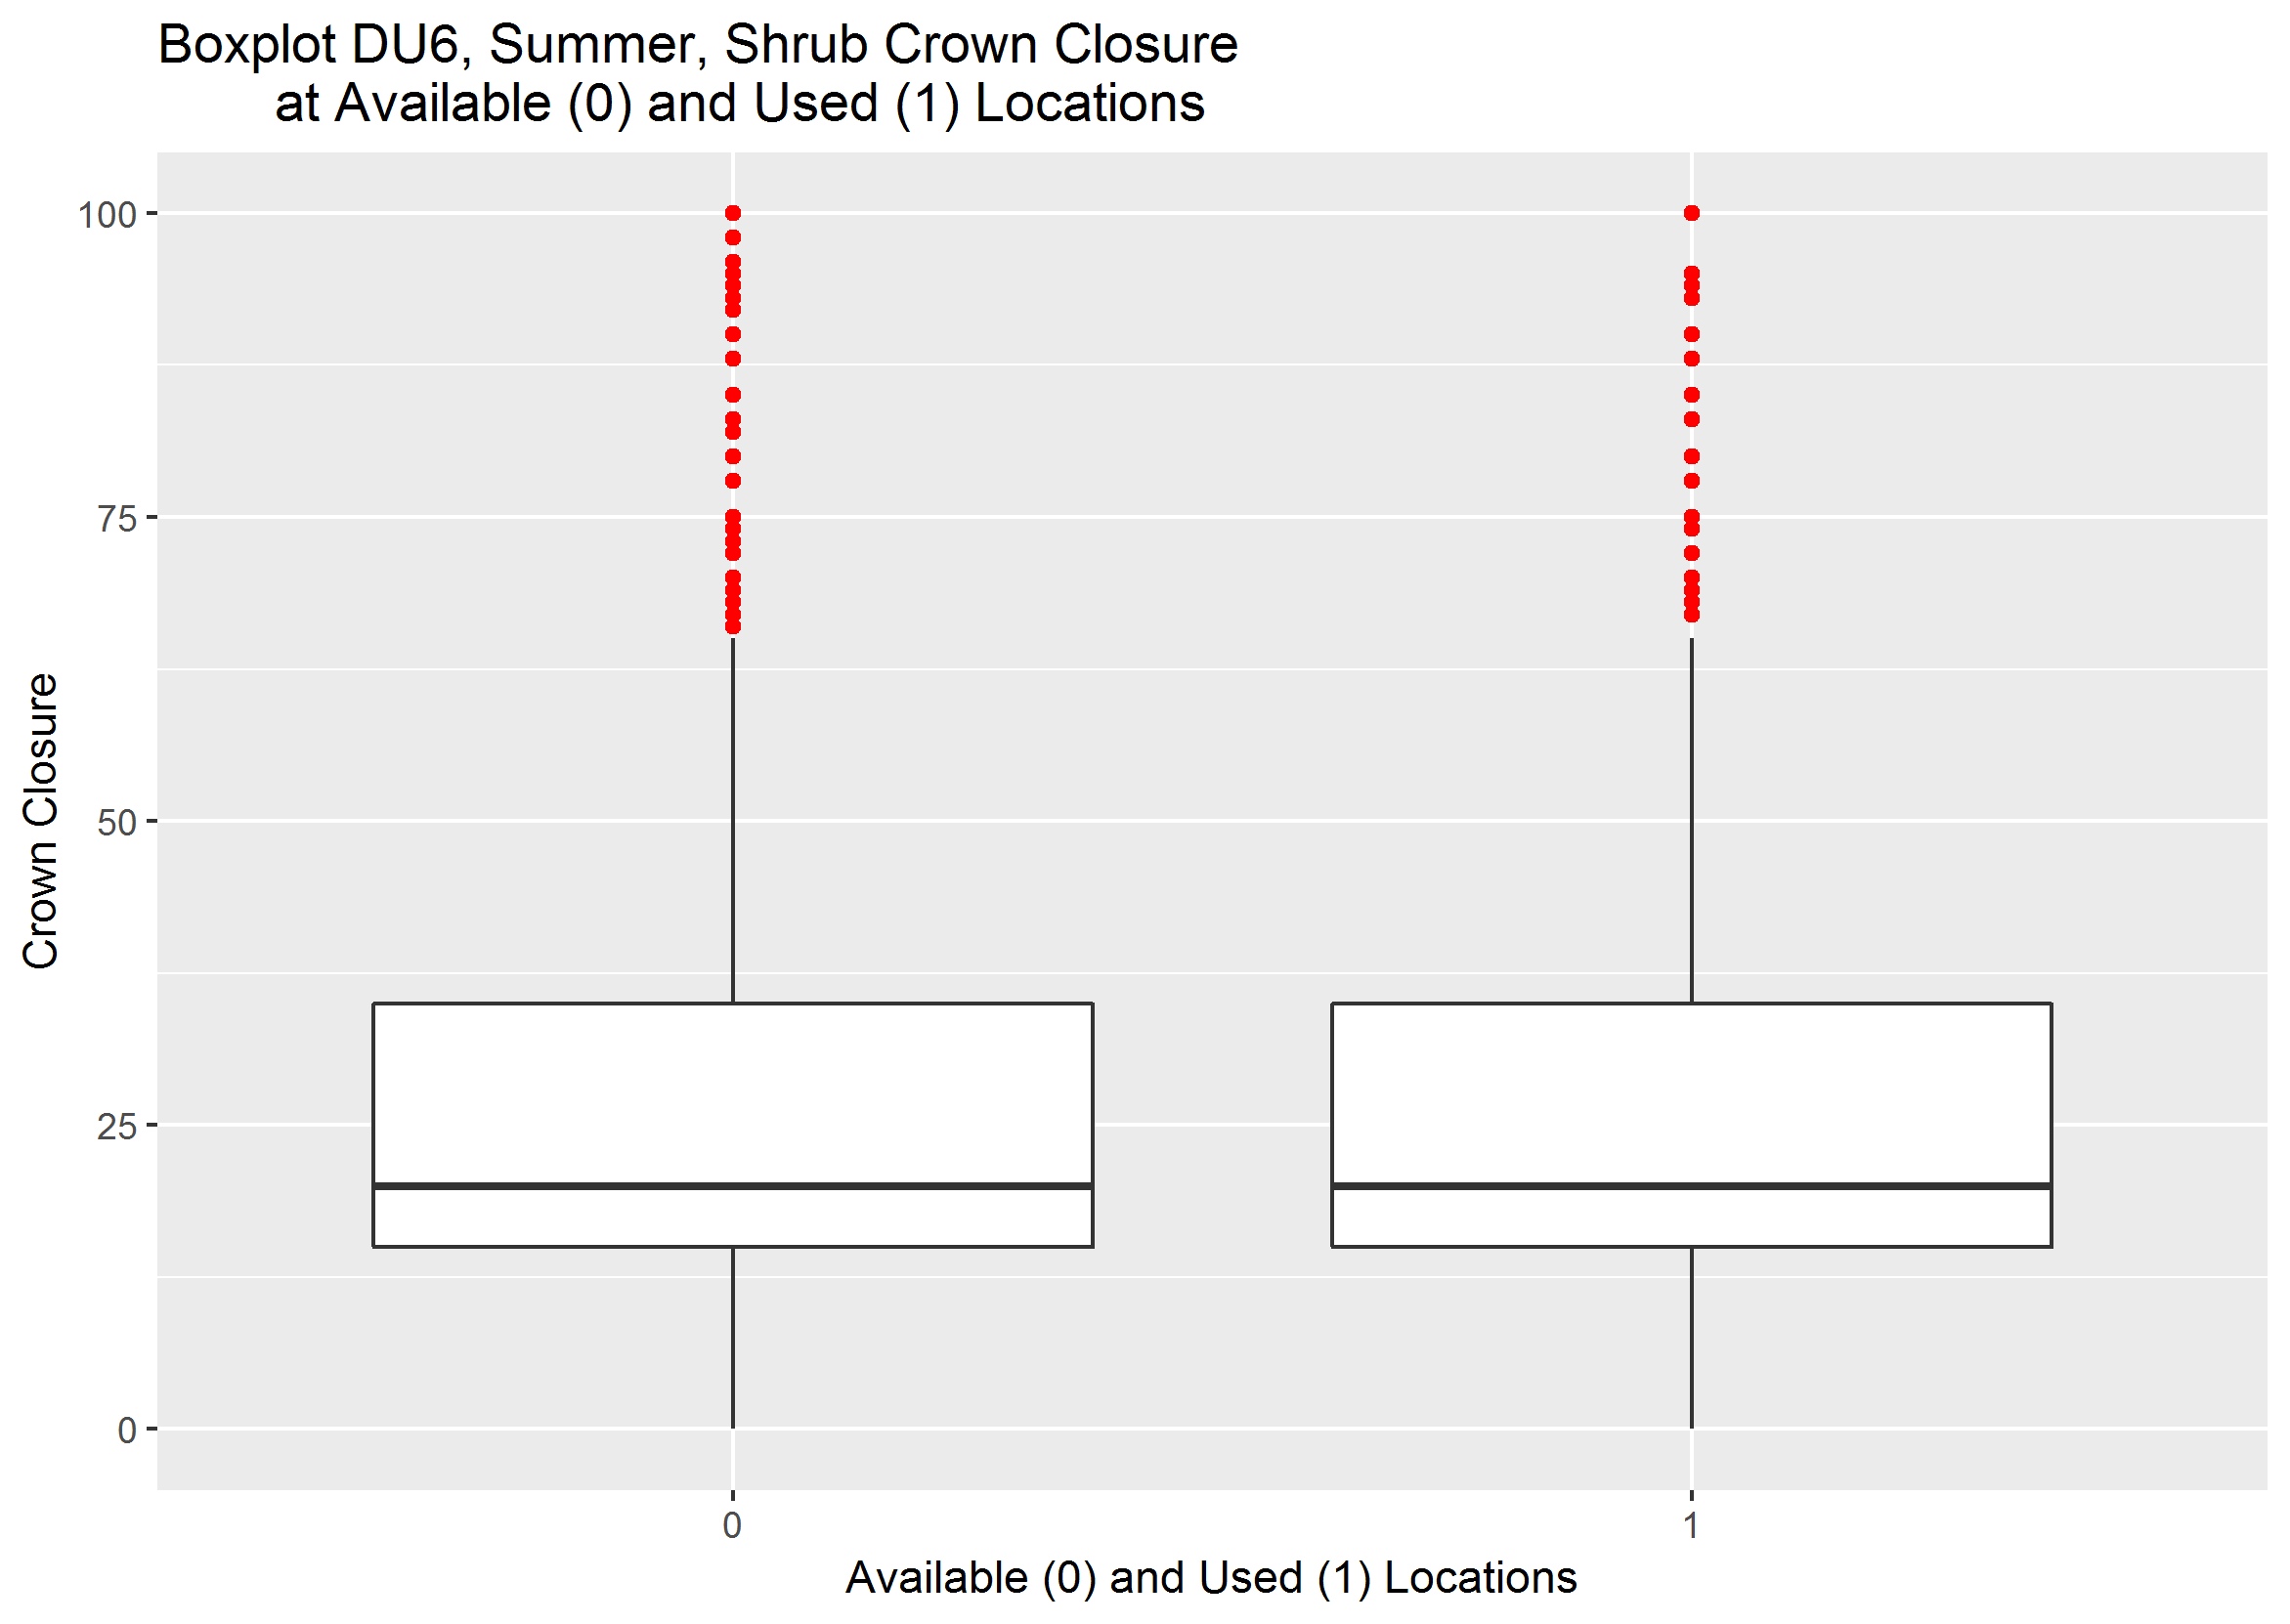 Boxplot DU6, Summer, Shrub Crown Closure
at Available (0) and Used (1) Locations
100
75
50
25
0
Crown Closure
0 1
Available (0) and Used (1) Locations